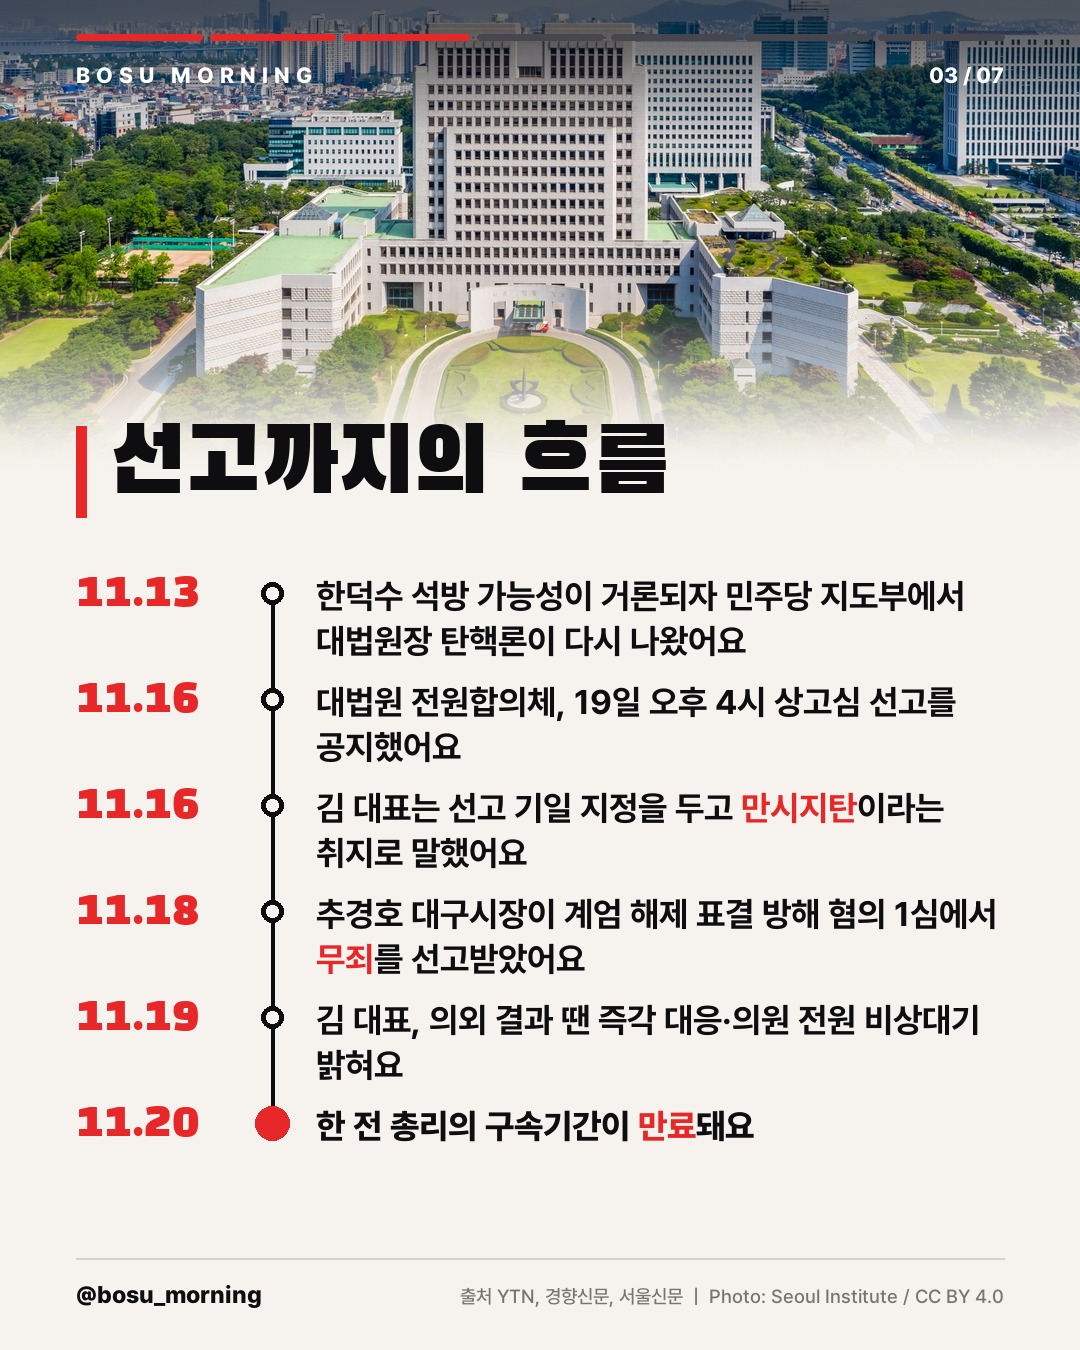 BOSU MORNING
03 / 07
선고까지의 흐름
11.13
한덕수 석방 가능성이 거론되자 민주당 지도부에서
대법원장 탄핵론이 다시 나왔어요
11.16
대법원 전원합의체, 19일 오후 4시 상고심 선고를
공지했어요
11.16
김 대표는 선고 기일 지정을 두고 만시지탄이라는
취지로 말했어요
11.18
추경호 대구시장이 계엄 해제 표결 방해 혐의 1심에서
무죄를 선고받았어요
11.19
김 대표, 의외 결과 땐 즉각 대응·의원 전원 비상대기
밝혀요
11.20
한 전 총리의 구속기간이 만료돼요
@bosu_morning
출처 YTN, 경향신문, 서울신문 | Photo: Seoul Institute / CC BY 4.0